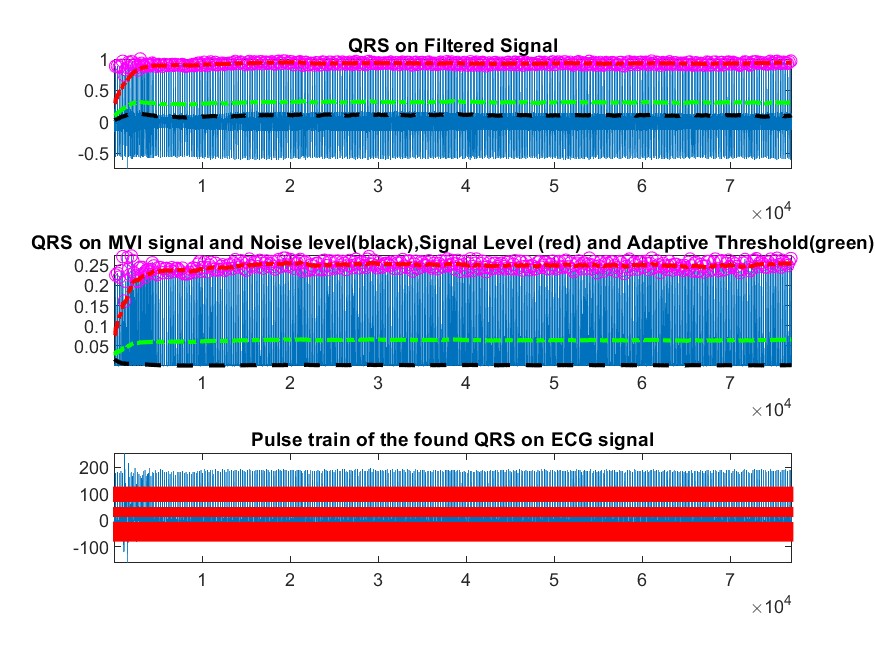 QRS on Filtered Signal
1
0.5
0
-0.5
1 2 3 4 5 6 7
×10^4
QRS on MVI signal and Noise level(black),Signal Level (red) and Adaptive Threshold(green)
0.25
0.2
0.15
0.1
0.05
1 2 3 4 5 6 7
×10^4
Pulse train of the found QRS on ECG signal
200
100
0
-100
1 2 3 4 5 6 7
×10^4